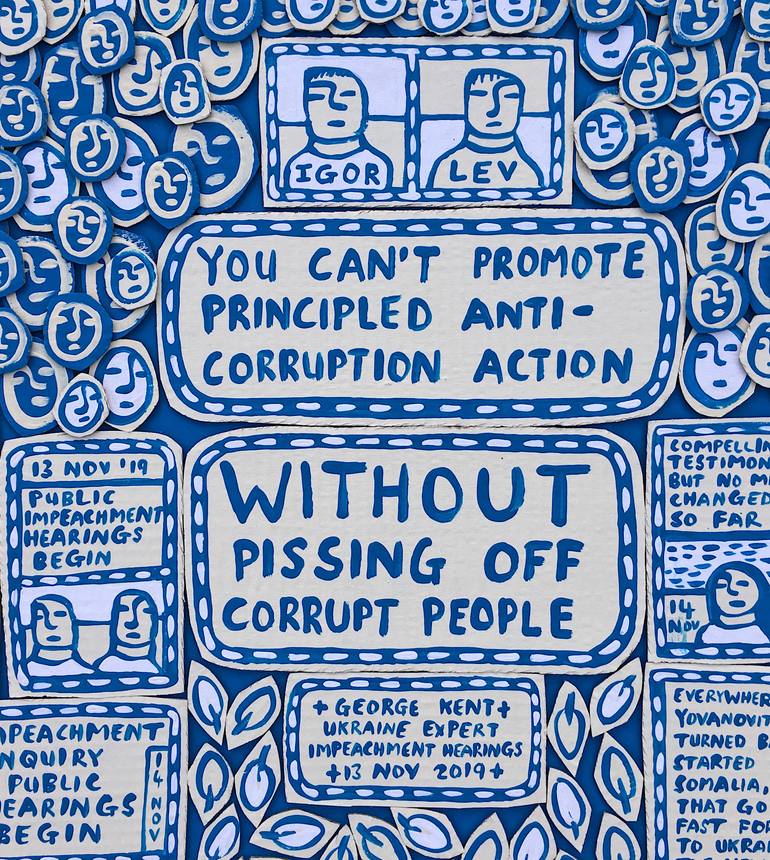 IGOR
LEV
YOU CAN'T PROMOTE
PRINCIPLED ANTI-
CORRUPTION ACTION
WITHOUT
PISSING OFF
CORRUPT PEOPLE
+ GEORGE KENT +
UKRAINE EXPERT
IMPEACHMENT HEARINGS
+13 NOV 2019+
13 NOV '19
PUBLIC
IMPEACHMENT
HEARINGS
BEGIN
MPEACHMENT
NQUIRY
PUBLIC
EARINGS
BEGIN
14
NOV
COMPELLIN
TESTIMON
BUT NO M
CHANGED
SO FAR
14
NOV
EVERYWHER
YOVANOVIT
TURNED B
STARTED
SOMALIA,
THAT GO
FAST FOR
TO UKRAI